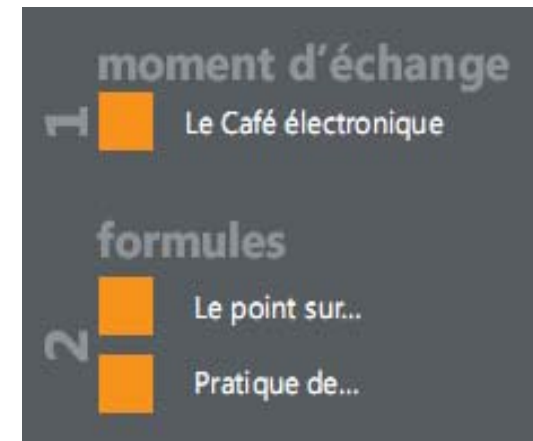 moment d'échange
1
Le Café électronique
formules
Le point sur...
2
Pratique de...